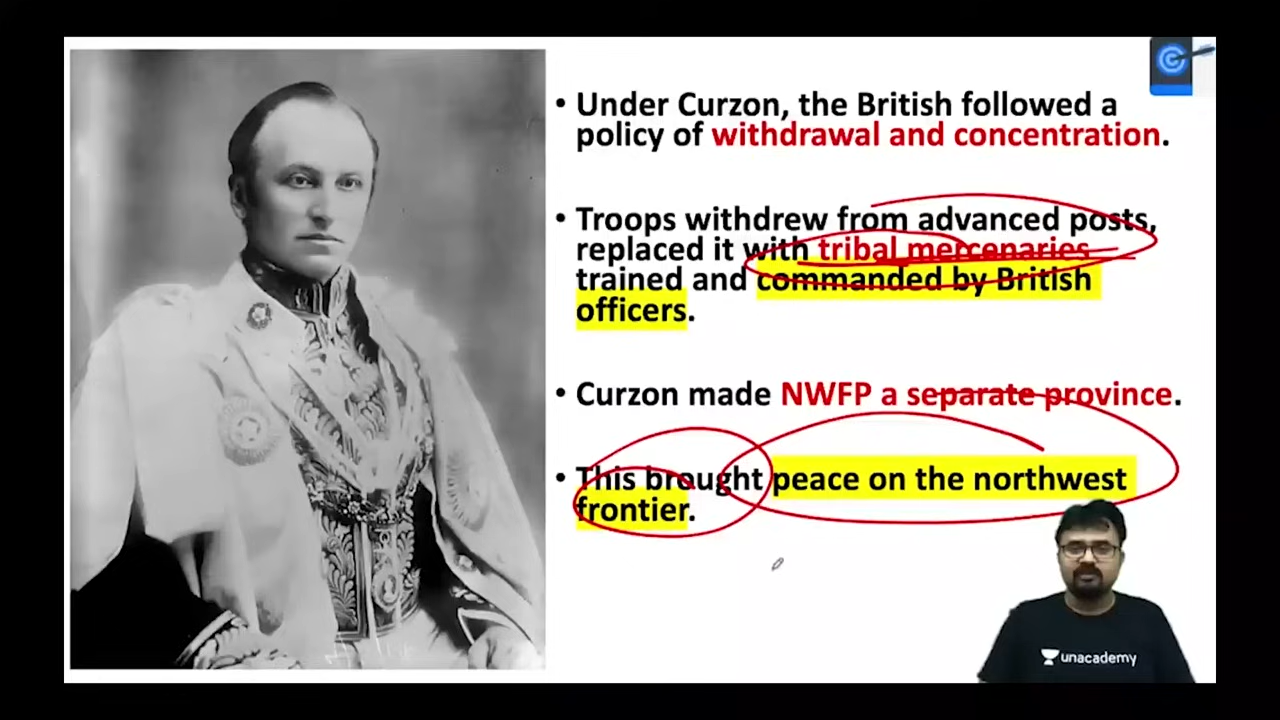 • Under Curzon, the British followed a
policy of withdrawal and concentration.
• Troops withdrew from advanced posts,
replaced it with tribal mercenaries
trained and commanded by British
officers.
• Curzon made NWFP a separate province.
• This brought peace on the northwest
frontier.
unacademy